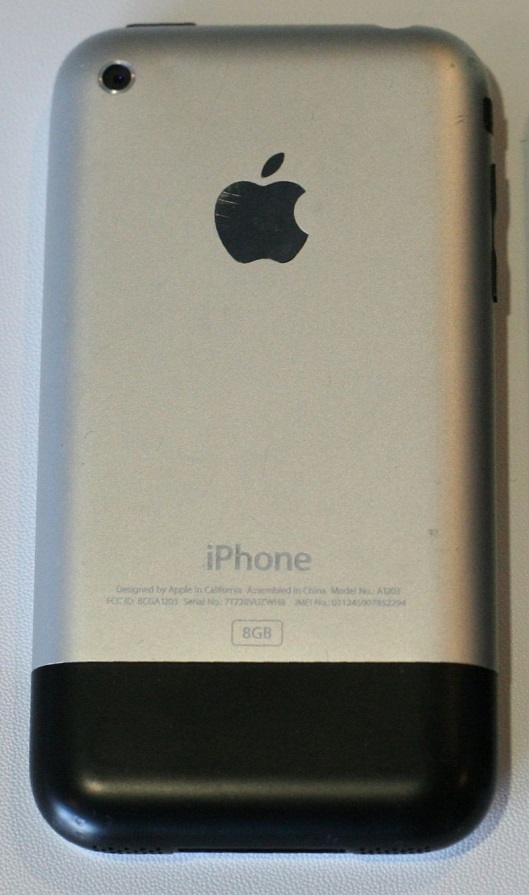 iPhone
Designed by Apple in California Assembled in China Model No.: A1203
FCC ID: BCGA1203 Serial No.: IMEI No.:
8GB